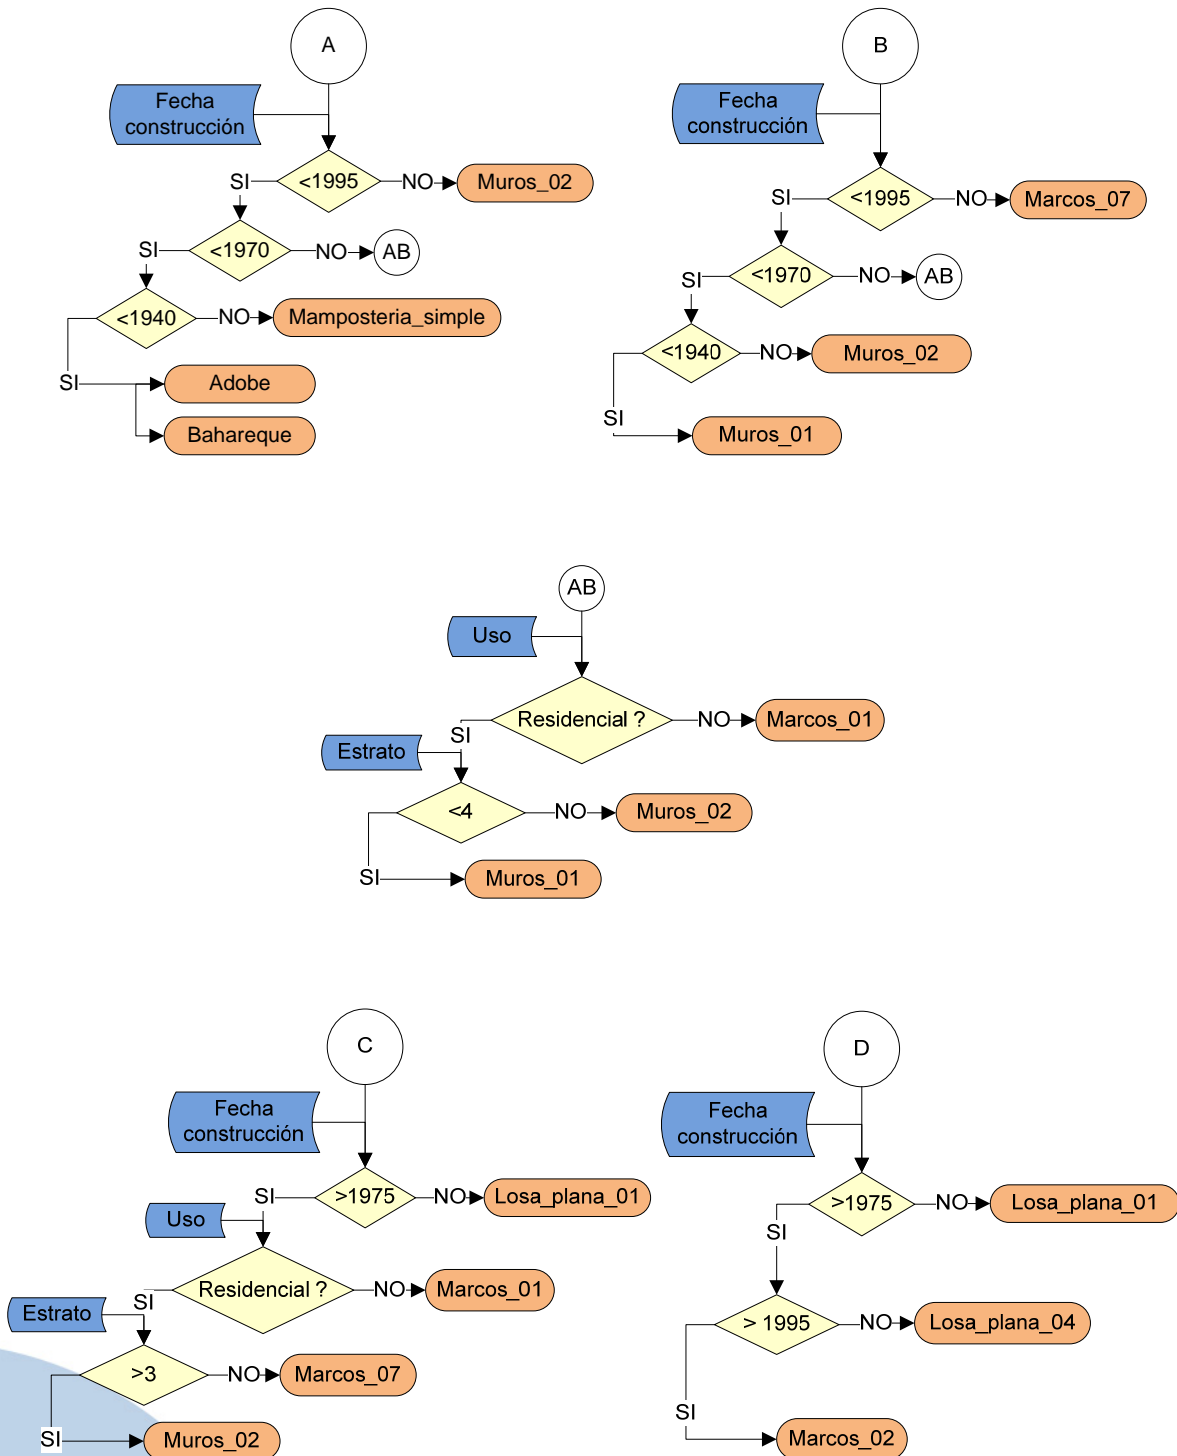 A
Fecha
construcción
<1995
NO
Muros_02
SI
<1970
NO
AB
SI
<1940
NO
Mamposteria_simple
SI
Adobe
Bahareque
B
Fecha
construcción
<1995
NO
Marcos_07
SI
<1970
NO
AB
SI
<1940
NO
Muros_02
SI
Muros_01
AB
Uso
Residencial ?
NO
Marcos_01
SI
Estrato
<4
NO
Muros_02
SI
Muros_01
C
Fecha
construcción
>1975
NO
Losa_plana_01
SI
Uso
Residencial ?
NO
Marcos_01
SI
Estrato
>3
NO
Marcos_07
SI
Muros_02
D
Fecha
construcción
>1975
NO
Losa_plana_01
SI
> 1995
NO
Losa_plana_04
SI
Marcos_02